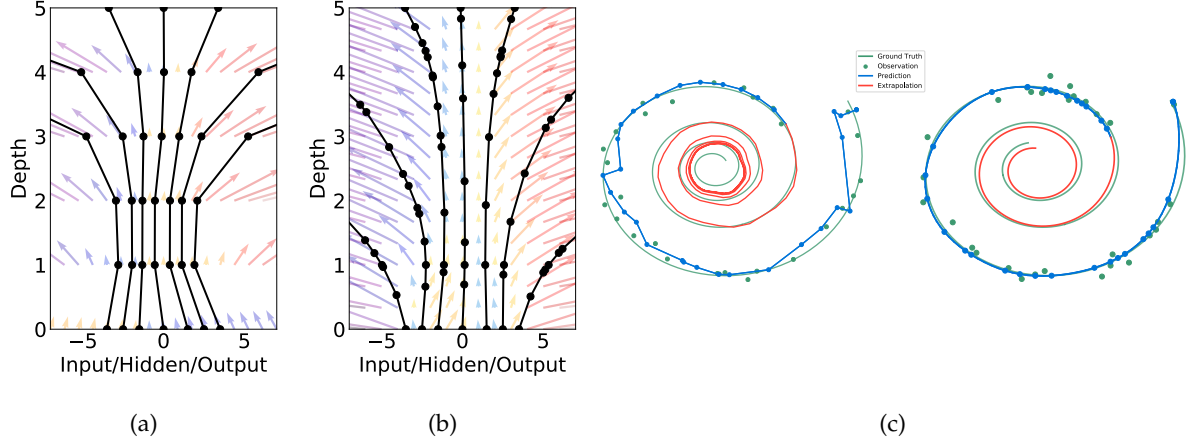 5
4
3
2
1
0
Depth
−5 0 5
Input/Hidden/Output
(a)
5
4
3
2
1
0
Depth
−5 0 5
Input/Hidden/Output
(b)
Ground Truth
Observation
Prediction
Extrapolation
(c)